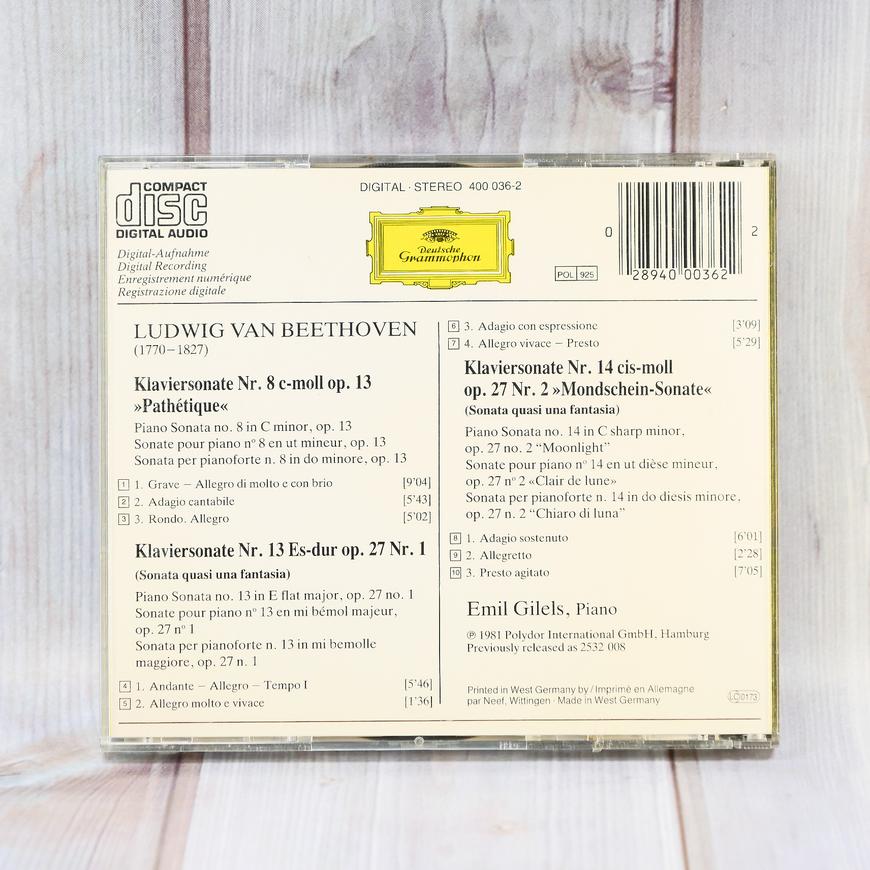 COMPACT
disc
DIGITAL AUDIO
Digital-Aufnahme
Digital Recording
Enregistrement numérique
Registrazione digitale
DIGITAL · STEREO 400 036-2
Deutsche
Grammophon
POL 925
0 28940 00362 2
LUDWIG VAN BEETHOVEN
(1770–1827)
Klaviersonate Nr. 8 c-moll op. 13
»Pathétique«
Piano Sonata no. 8 in C minor, op. 13
Sonate pour piano nº 8 en ut mineur, op. 13
Sonata per pianoforte n. 8 in do minore, op. 13
1 1. Grave – Allegro di molto e con brio [9'04]
2 2. Adagio cantabile [5'43]
3 3. Rondo. Allegro [5'02]
Klaviersonate Nr. 13 Es-dur op. 27 Nr. 1
(Sonata quasi una fantasia)
Piano Sonata no. 13 in E flat major, op. 27 no. 1
Sonate pour piano nº 13 en mi bémol majeur,
op. 27 nº 1
Sonata per pianoforte n. 13 in mi bemolle
maggiore, op. 27 n. 1
4 1. Andante – Allegro – Tempo I [5'46]
5 2. Allegro molto e vivace [1'36]
6 3. Adagio con espressione [3'09]
7 4. Allegro vivace – Presto [5'29]
Klaviersonate Nr. 14 cis-moll
op. 27 Nr. 2 »Mondschein-Sonate«
(Sonata quasi una fantasia)
Piano Sonata no. 14 in C sharp minor,
op. 27 no. 2 “Moonlight”
Sonate pour piano nº 14 en ut dièse mineur,
op. 27 nº 2 «Clair de lune»
Sonata per pianoforte n. 14 in do diesis minore,
op. 27 n. 2 “Chiaro di luna”
8 1. Adagio sostenuto [6'01]
9 2. Allegretto [2'28]
10 3. Presto agitato [7'05]
Emil Gilels, Piano
℗ 1981 Polydor International GmbH, Hamburg
Previously released as 2532 008
Printed in West Germany by / Imprimé en Allemagne
par Neef, Wittingen · Made in West Germany
LC 0173